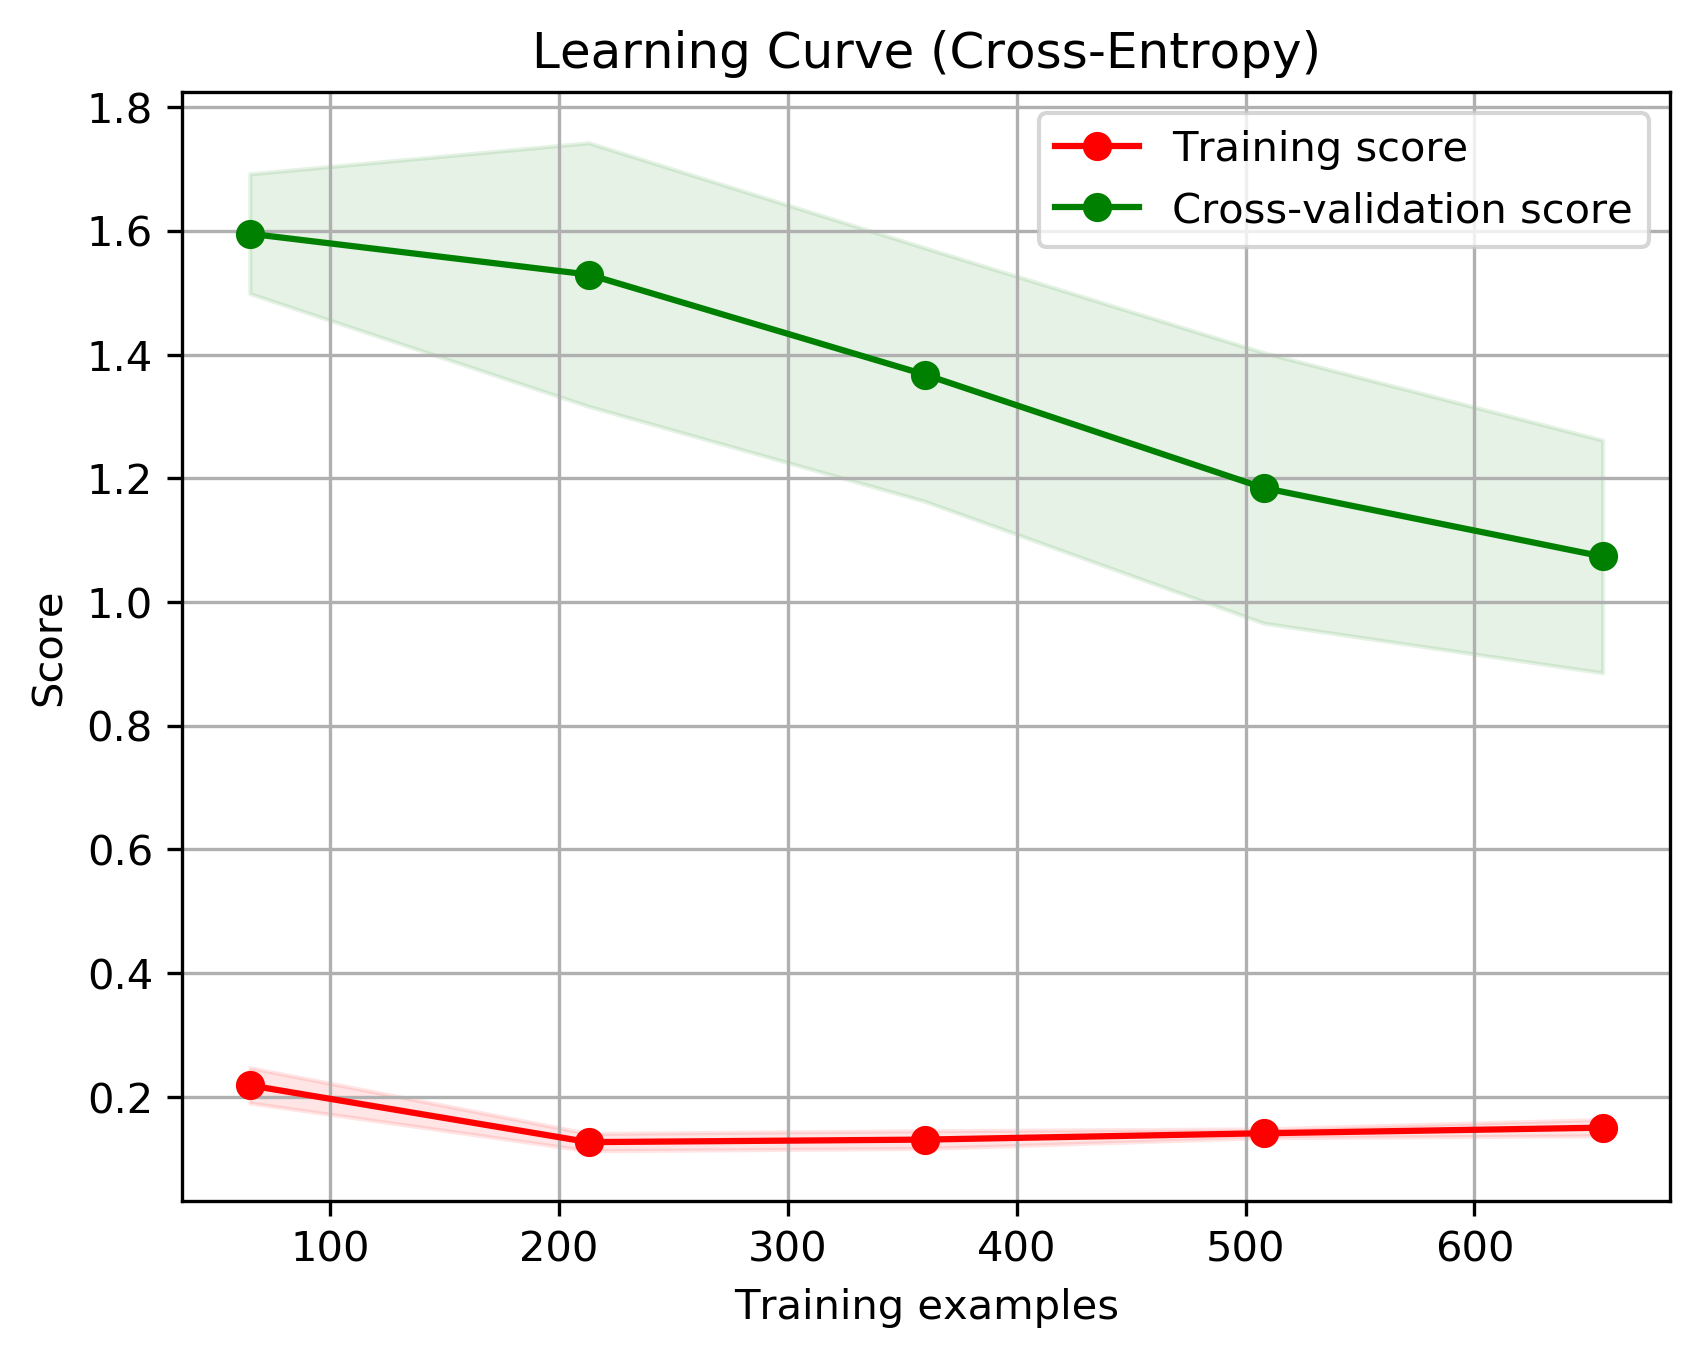 Learning Curve (Cross-Entropy)
Training score
Cross-validation score
1.8
1.6
1.4
1.2
1.0
0.8
0.6
0.4
0.2
Score
100 200 300 400 500 600
Training examples